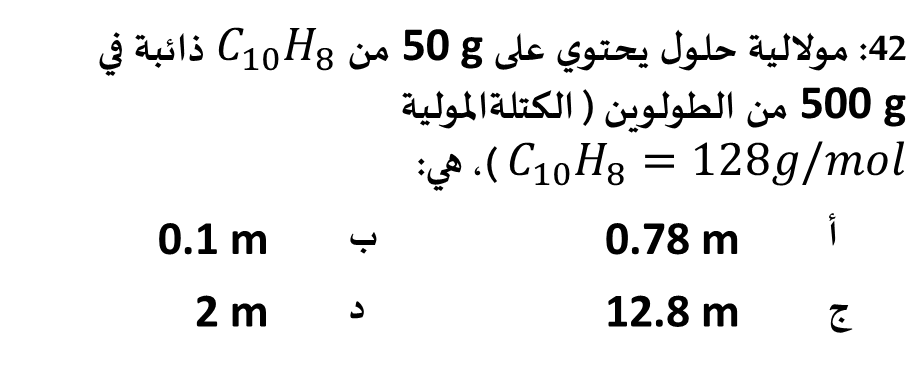 42: مولالية حلول يحتوي على 50 g من C₁₀H₈ ذائبة في
500 g من الطولوين ( الكتلةالمولية
C₁₀H₈ = 128g/mol )، هي:
أ 0.78 m ب 0.1 m
ج 12.8 m د 2 m